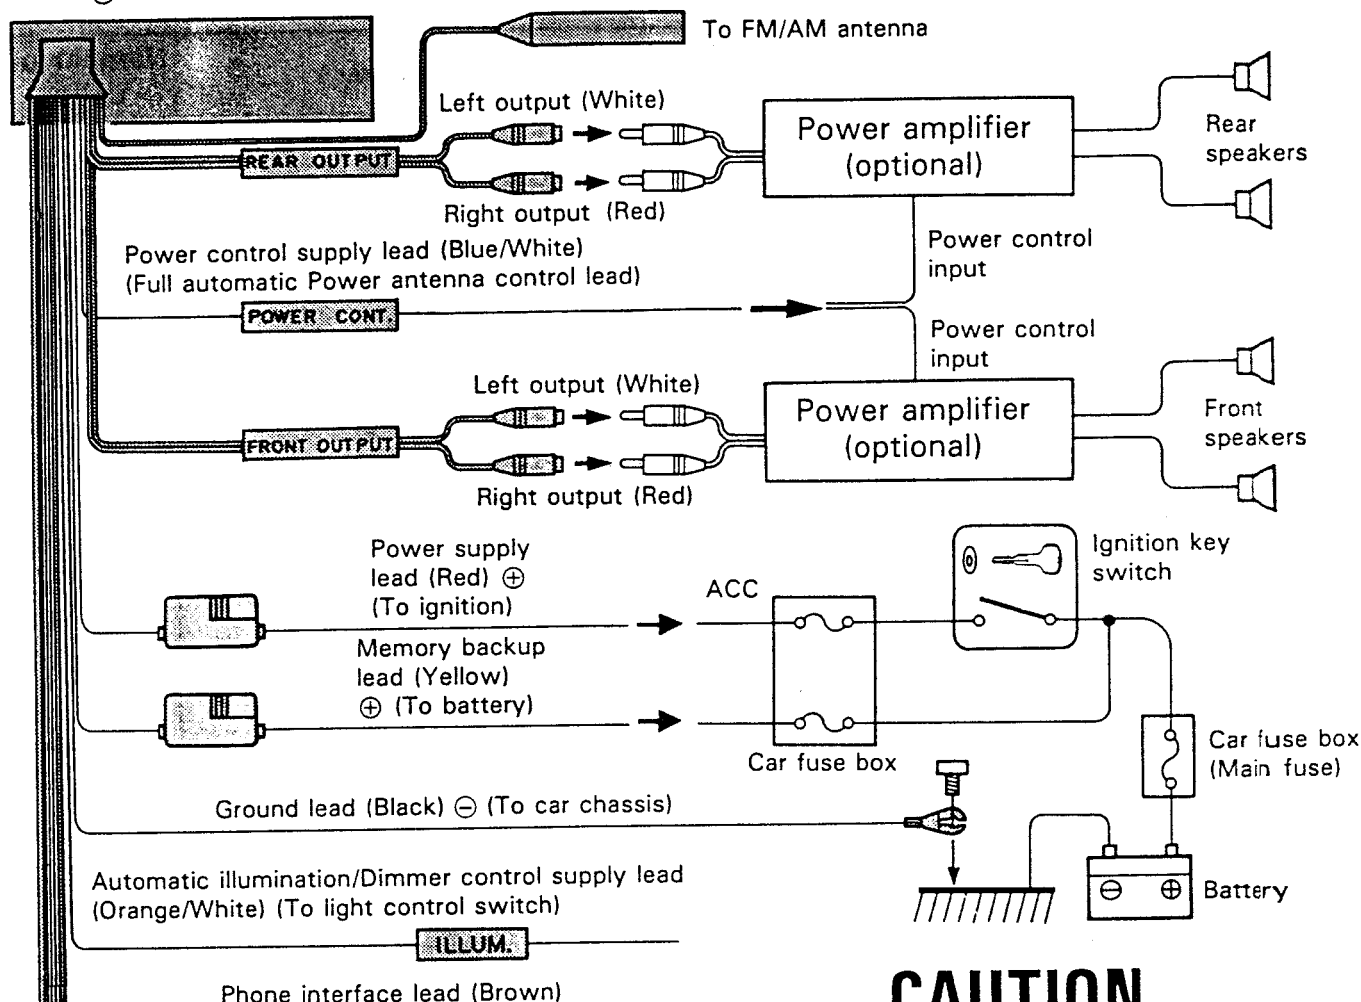 To FM/AM antenna
Left output (White)
REAR OUTPUT
Right output (Red)
Power amplifier
(optional)
Rear
speakers
Power control supply lead (Blue/White)
(Full automatic Power antenna control lead)
POWER CONT.
Power control
input
Power control
input
Left output (White)
FRONT OUTPUT
Right output (Red)
Power amplifier
(optional)
Front
speakers
Power supply
lead (Red) ⊕
(To ignition)
ACC
Ignition key
switch
Memory backup
lead (Yellow)
⊕ (To battery)
Car fuse box
Car fuse box
(Main fuse)
Ground lead (Black) ⊖ (To car chassis)
⊖ ⊕
Battery
Automatic illumination/Dimmer control supply lead
(Orange/White) (To light control switch)
ILLUM.
Phone interface lead (Brown)
CAUTION